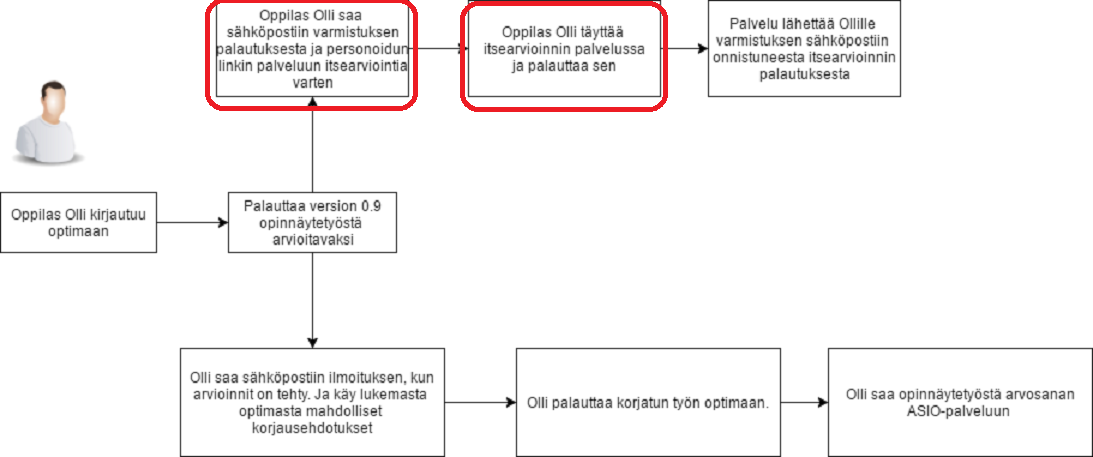 Oppilas Olli saa
sähköpostiin varmistuksen
palautuksesta ja personoidun
linkin palveluun itsearviointia
varten
Oppilas Olli täyttää
itsearvioinnin palvelussa
ja palauttaa sen
Palvelu lähettää Ollille
varmistuksen sähköpostiin
onnistuneesta itsearvioinnin
palautuksesta
Oppilas Olli kirjautuu
optimaan
Palauttaa version 0.9
opinnäytetyöstä
arvioitavaksi
Olli saa sähköpostiin ilmoituksen, kun
arvioinnit on tehty. Ja käy lukemasta
optimasta mahdolliset
korjausehdotukset
Olli palauttaa korjatun työn optimaan.
Olli saa opinnäytetyöstä arvosanan
ASIO-palveluun